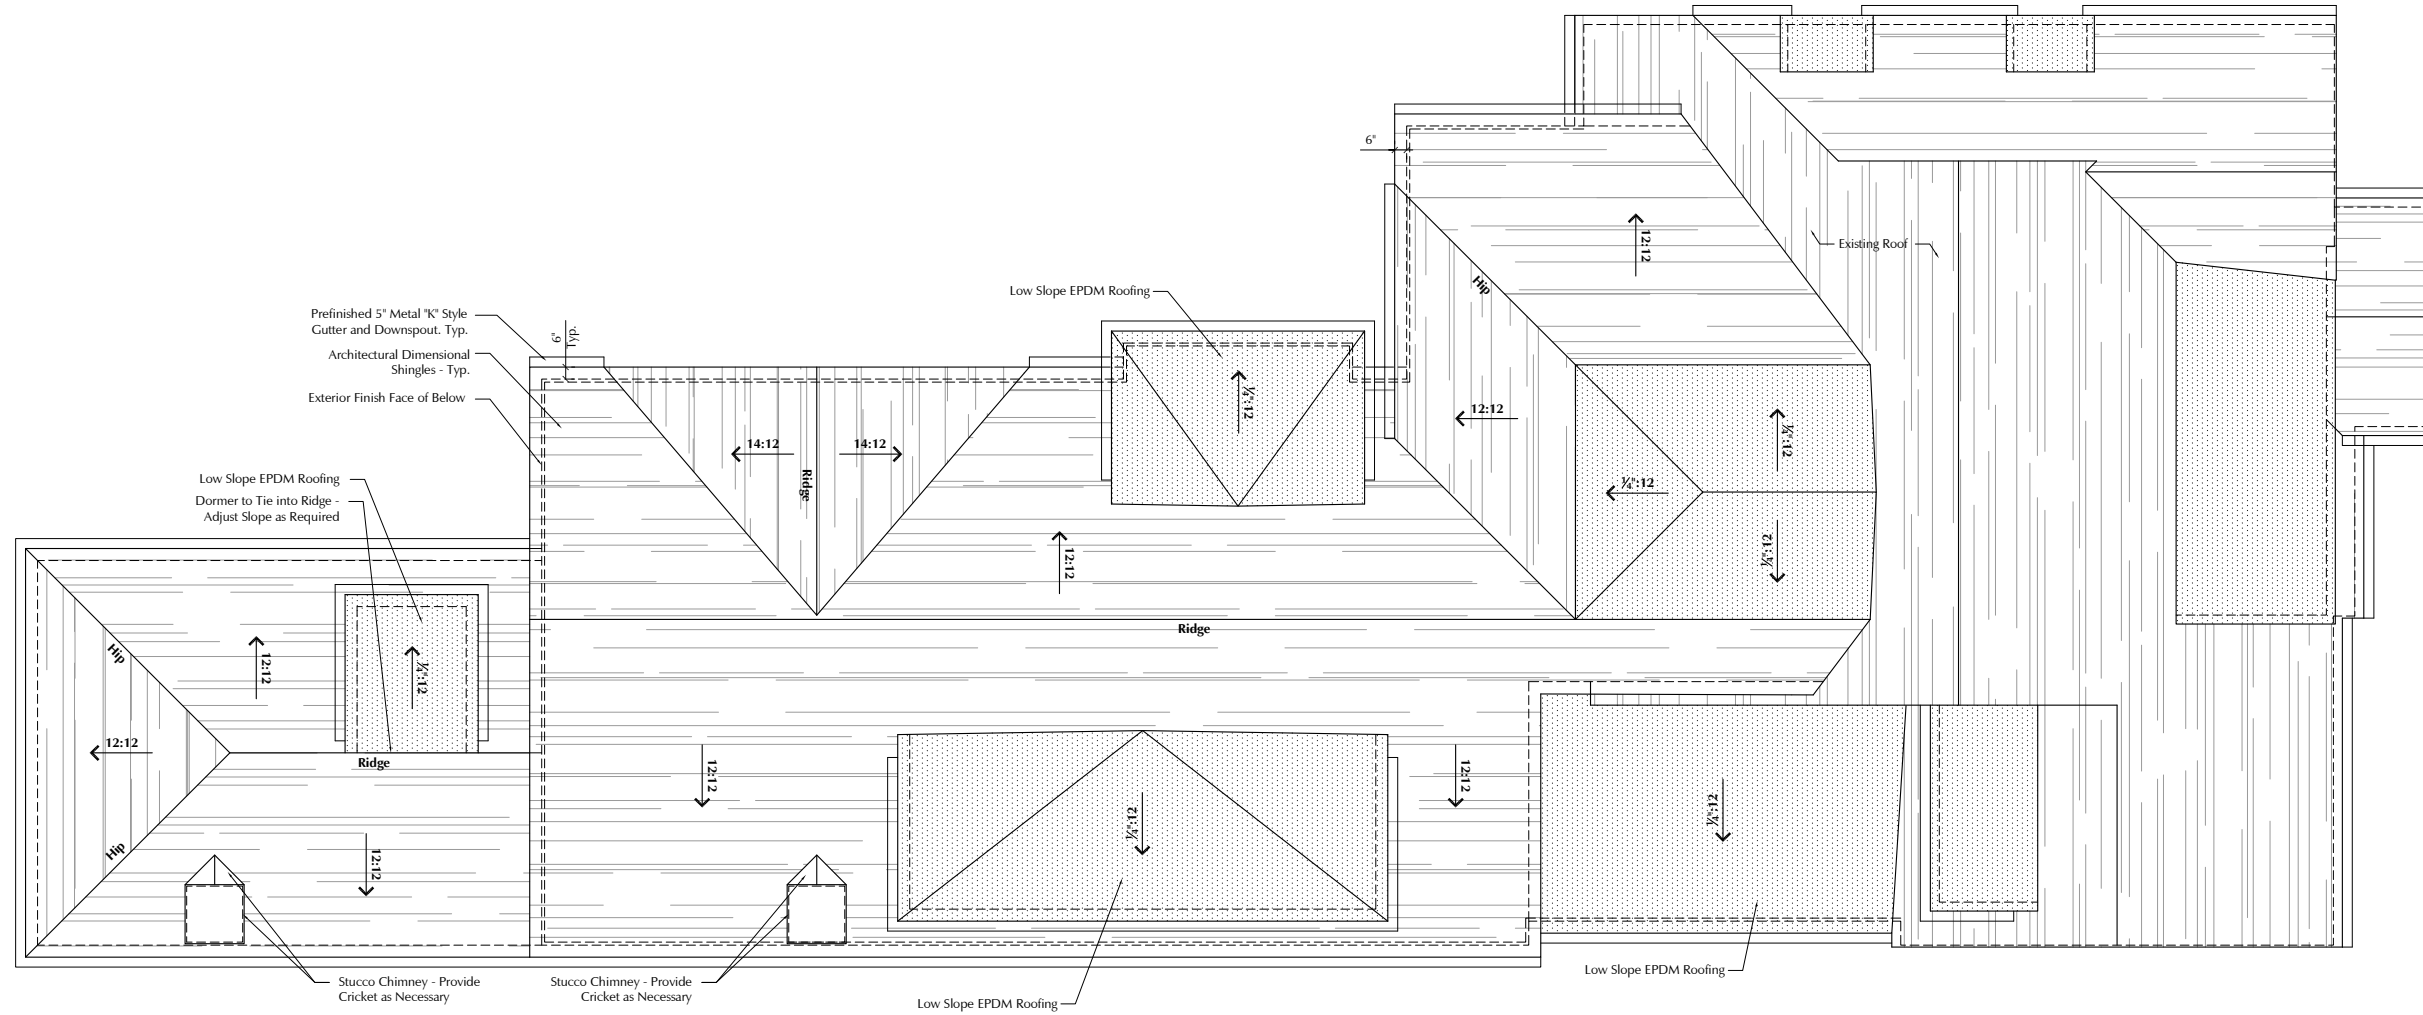 6"
Existing Roof
12:12
Hip
Low Slope EPDM Roofing
Prefinished 5" Metal "K" Style
Gutter and Downspout. Typ.
6"
Typ.
Architectural Dimensional
Shingles - Typ.
Exterior Finish Face of Below
¼":12
12:12
14:12
14:12
Ridge
¼":12
¼":12
¼":12
Low Slope EPDM Roofing
Dormer to Tie into Ridge -
Adjust Slope as Required
12:12
Ridge
Hip
12:12
¼":12
12:12
Ridge
12:12
12:12
¼":12
¼":12
Hip
12:12
Stucco Chimney - Provide
Cricket as Necessary
Stucco Chimney - Provide
Cricket as Necessary
Low Slope EPDM Roofing
Low Slope EPDM Roofing